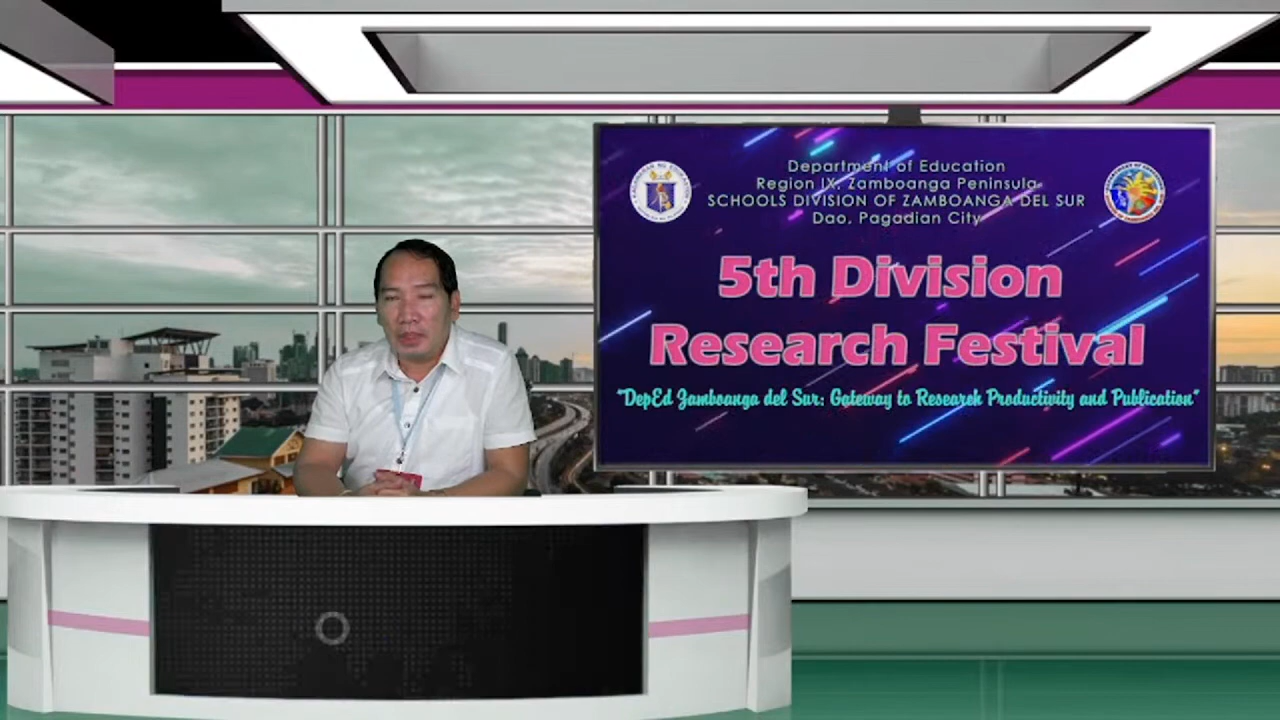 Department of Education
Region IX, Zamboanga Peninsula
SCHOOLS DIVISION OF ZAMBOANGA DEL SUR
Dao, Pagadian City
5th Division
Research Festival
"DepEd Zamboanga del Sur: Gateway to Research Productivity and Publication"